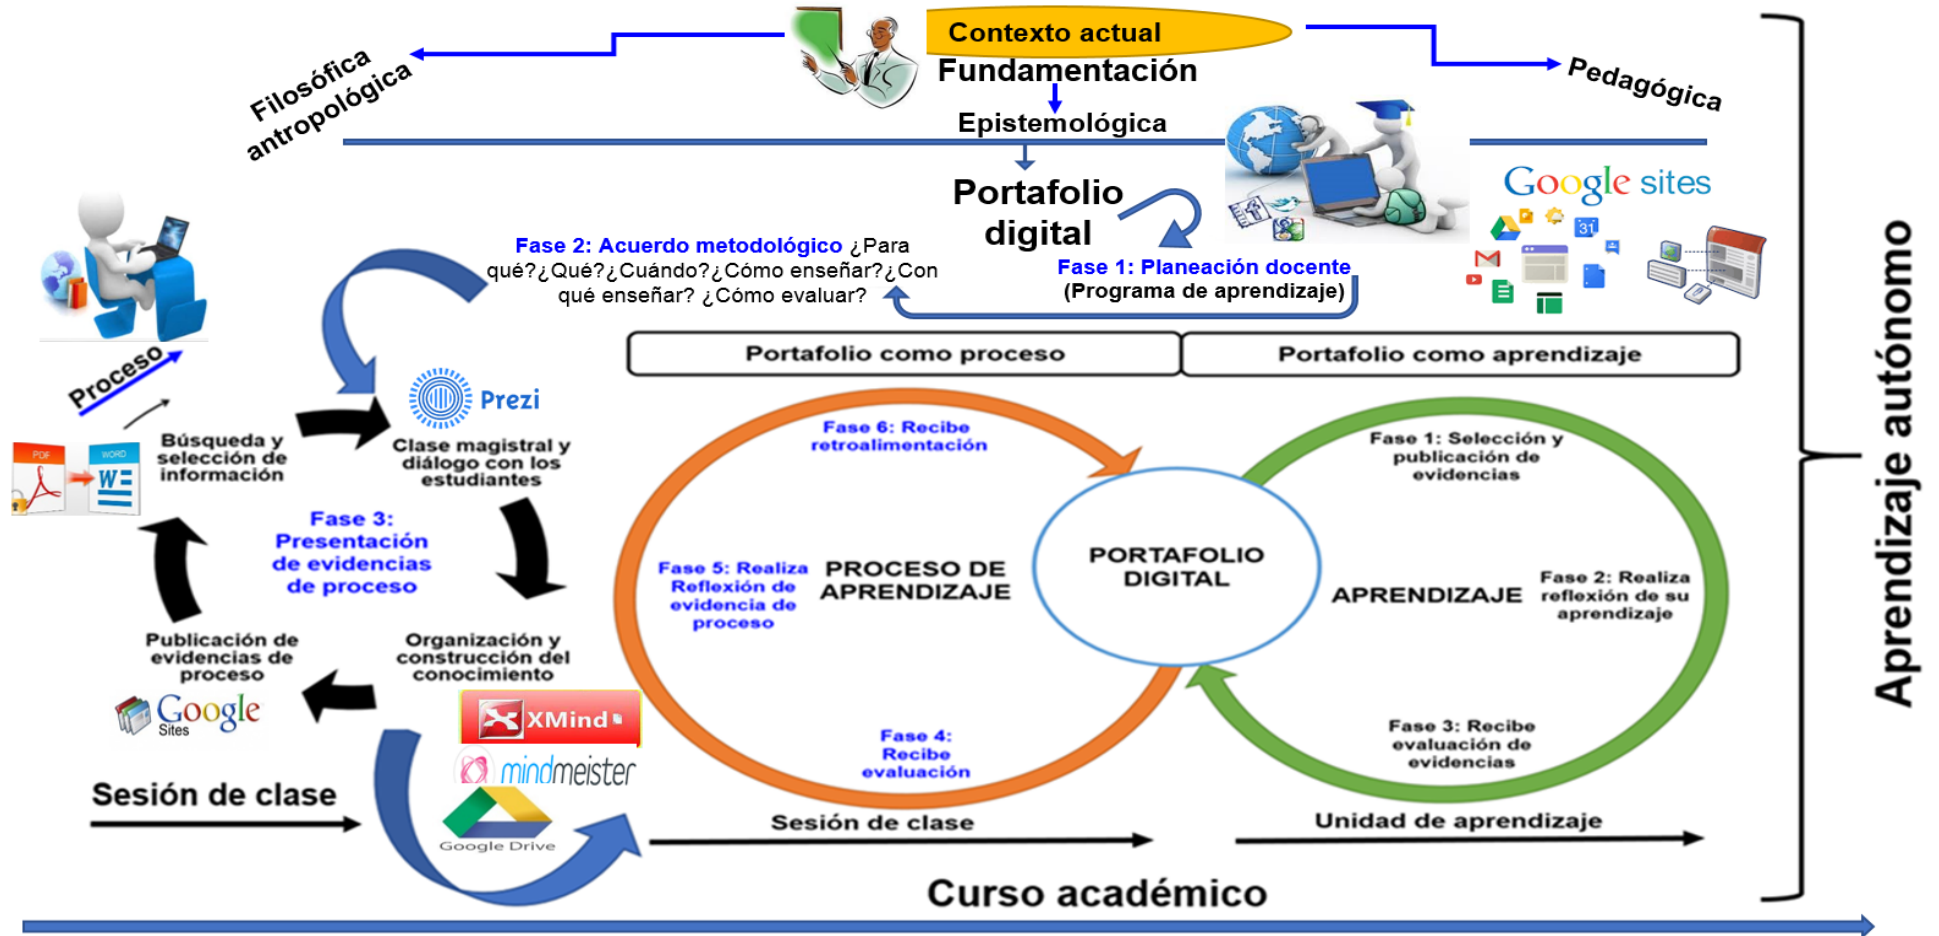 Contexto actual
Fundamentación
Filosófica
antropológica
Pedagógica
Epistemológica
Portafolio
digital
Google sites
31
Fase 1: Planeación docente
(Programa de aprendizaje)
Fase 2: Acuerdo metodológico ¿Para
qué?¿Qué?¿Cuándo?¿Cómo enseñar?¿Con
qué enseñar? ¿Cómo evaluar?
Proceso
Portafolio como proceso
Portafolio como aprendizaje
Prezi
Clase magistral y
diálogo con los
estudiantes
Búsqueda y
selección de
información
PDF
WORD
W
Fase 3:
Presentación
de evidencias
de proceso
Organización y
construcción del
conocimiento
Publicación de
evidencias de
proceso
Google
Sites
XMind
mindmeister
Google Drive
Sesión de clase
Fase 6: Recibe
retroalimentación
Fase 5: Realiza
Reflexión de
evidencia de
proceso
PROCESO DE
APRENDIZAJE
Fase 4:
Recibe
evaluación
PORTAFOLIO
DIGITAL
Fase 1: Selección y
publicación de
evidencias
APRENDIZAJE
Fase 2: Realiza
reflexión de su
aprendizaje
Fase 3: Recibe
evaluación de
evidencias
Sesión de clase
Unidad de aprendizaje
Curso académico
Aprendizaje autónomo